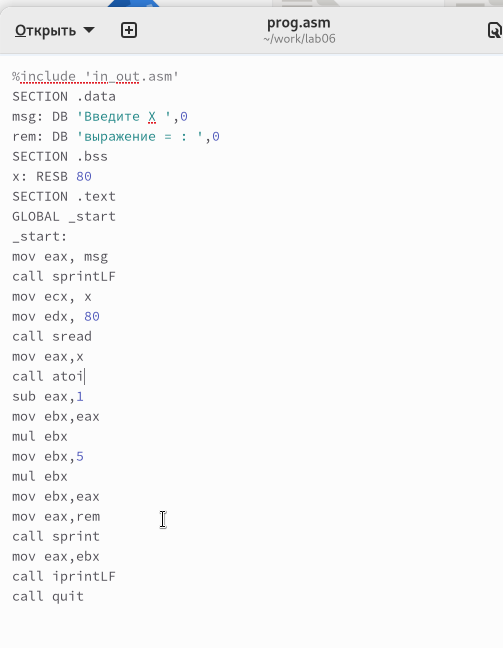 Открыть
prog.asm
~/work/lab06
%include 'in_out.asm'
SECTION .data
msg: DB 'Введите X ',0
rem: DB 'выражение = : ',0
SECTION .bss
x: RESB 80
SECTION .text
GLOBAL _start
_start:
mov eax, msg
call sprintLF
mov ecx, x
mov edx, 80
call sread
mov eax,x
call atoi
sub eax,1
mov ebx,eax
mul ebx
mov ebx,5
mul ebx
mov ebx,eax
mov eax,rem
call sprint
mov eax,ebx
call iprintLF
call quit